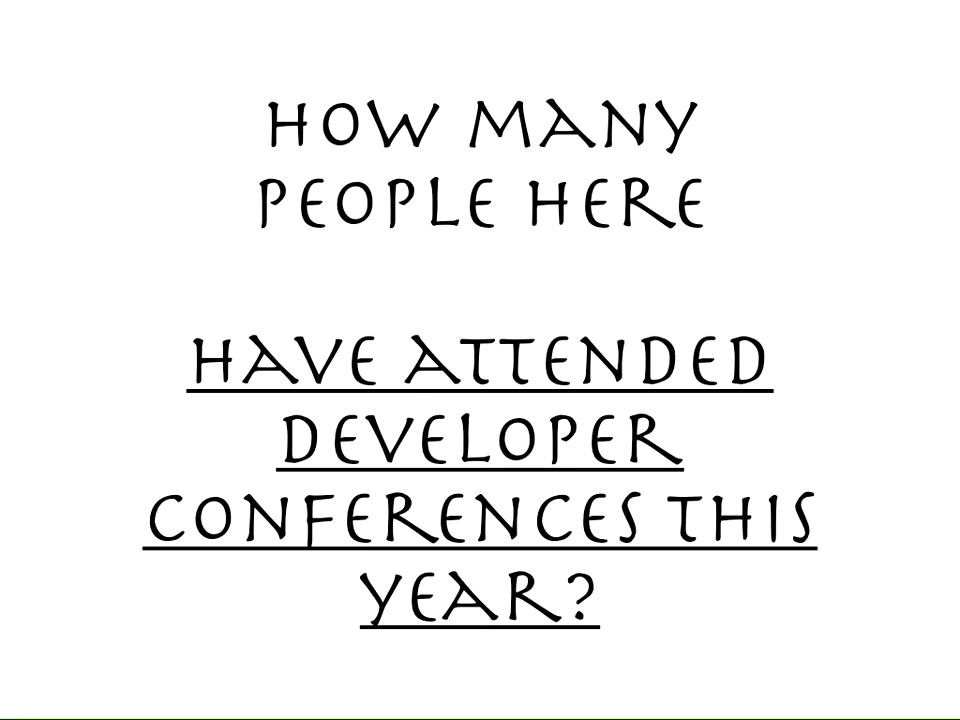 HOW MANY
PEOPLE HERE
HAVE ATTENDED
DEVELOPER
CONFERENCES THIS
YEAR?